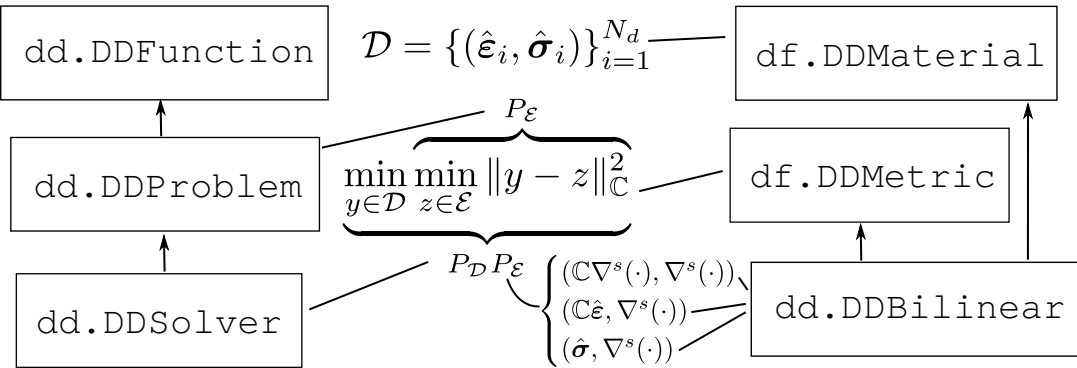 dd.DDFunction
𝒟 = {(ε̂ᵢ, σ̂ᵢ)}ᵢ₌₁^{N_d}
df.DDMaterial
P_ℰ
dd.DDProblem
min_{y∈𝒟} min_{z∈ℰ} ‖y − z‖²_ℂ
df.DDMetric
P_𝒟 P_ℰ
dd.DDSolver
(ℂ∇ˢ(·), ∇ˢ(·))
(ℂε̂, ∇ˢ(·))
(σ̂, ∇ˢ(·))
dd.DDBilinear